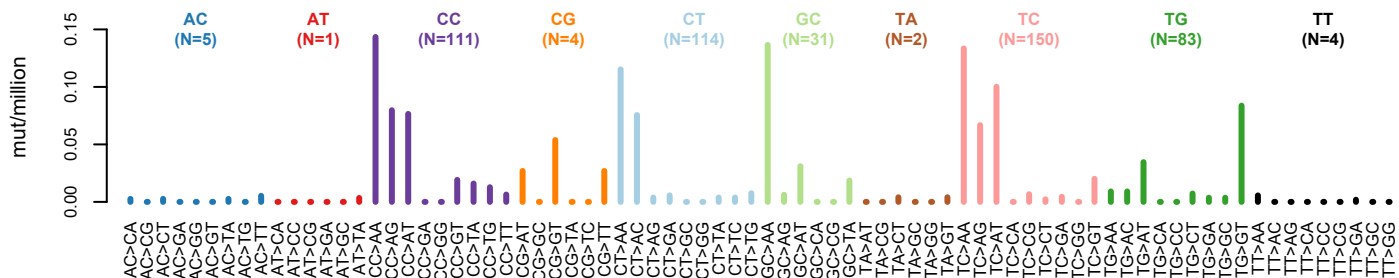 AC AT CC CG CT GC TA TC TG TT
(N=5) (N=1) (N=111) (N=4) (N=114) (N=31) (N=2) (N=150) (N=83) (N=4)
mut/million
0.15
0.10
0.05
0.00
AC>CA AC>CG AC>CT AC>GA AC>GG AC>GT AC>TA AC>TG AC>TT AT>CA AT>CC AT>CG AT>GA AT>GC AT>TA CC>AA CC>AG CC>AT CC>GA CC>GG CC>GT CC>TA CC>TG CC>TT CG>AT CG>GC CG>GT CG>TA CG>TC CG>TT CT>AA CT>AC CT>AG CT>GA CT>GC CT>GG CT>TA CT>TC CT>TG GC>AA GC>AG GC>AT GC>CA GC>CG GC>TA TA>AT TA>CG TA>CT TA>GC TA>GG TA>GT TC>AA TC>AG TC>AT TC>CA TC>CG TC>CT TC>GA TC>GG TC>GT TG>AA TG>AC TG>AT TG>CA TG>CC TG>CT TG>GA TG>GC TG>GT TT>AA TT>AC TT>AG TT>CA TT>CC TT>CG TT>GA TT>GC TT>GG